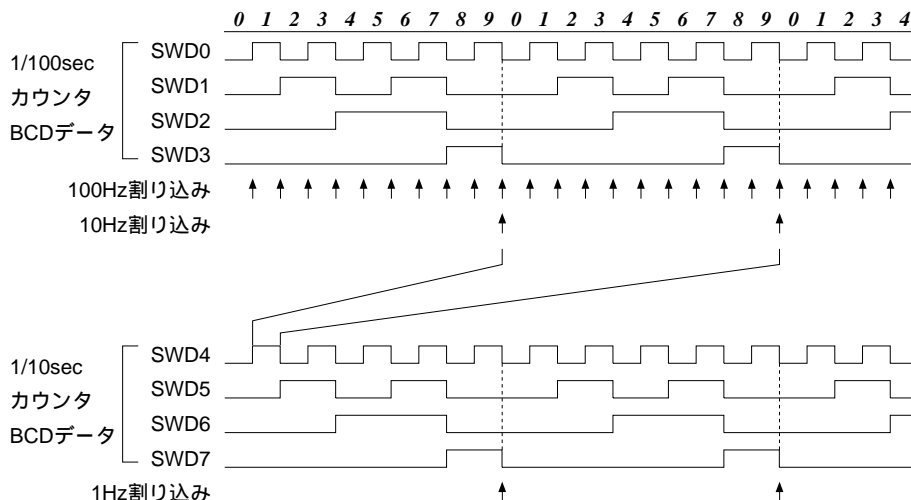 0 1 2 3 4 5 6 7 8 9 0 1 2 3 4 5 6 7 8 9 0 1 2 3 4
1/100sec
カウンタ
BCDデータ
SWD0
SWD1
SWD2
SWD3
100Hz割り込み
10Hz割り込み
1/10sec
カウンタ
BCDデータ
SWD4
SWD5
SWD6
SWD7
1Hz割り込み